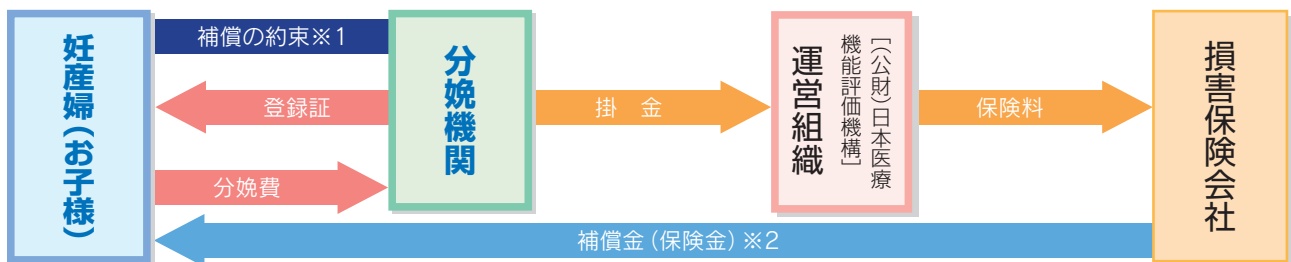 妊産婦(お子様)
補償の約束※1
登録証
分娩費
分娩機関
掛　金
運営組織
[(公財)日本医療
機能評価機構]
保険料
損害保険会社
補償金(保険金)※2